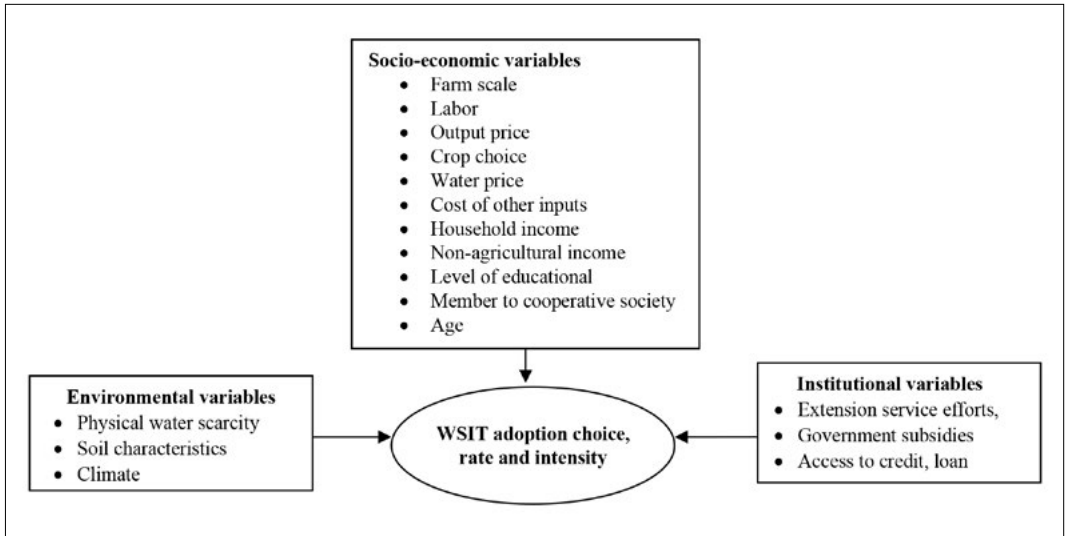 Socio-economic variables
• Farm scale
• Labor
• Output price
• Crop choice
• Water price
• Cost of other inputs
• Household income
• Non-agricultural income
• Level of educational
• Member to cooperative society
• Age
Environmental variables
• Physical water scarcity
• Soil characteristics
• Climate
WSIT adoption choice,
rate and intensity
Institutional variables
• Extension service efforts,
• Government subsidies
• Access to credit, loan